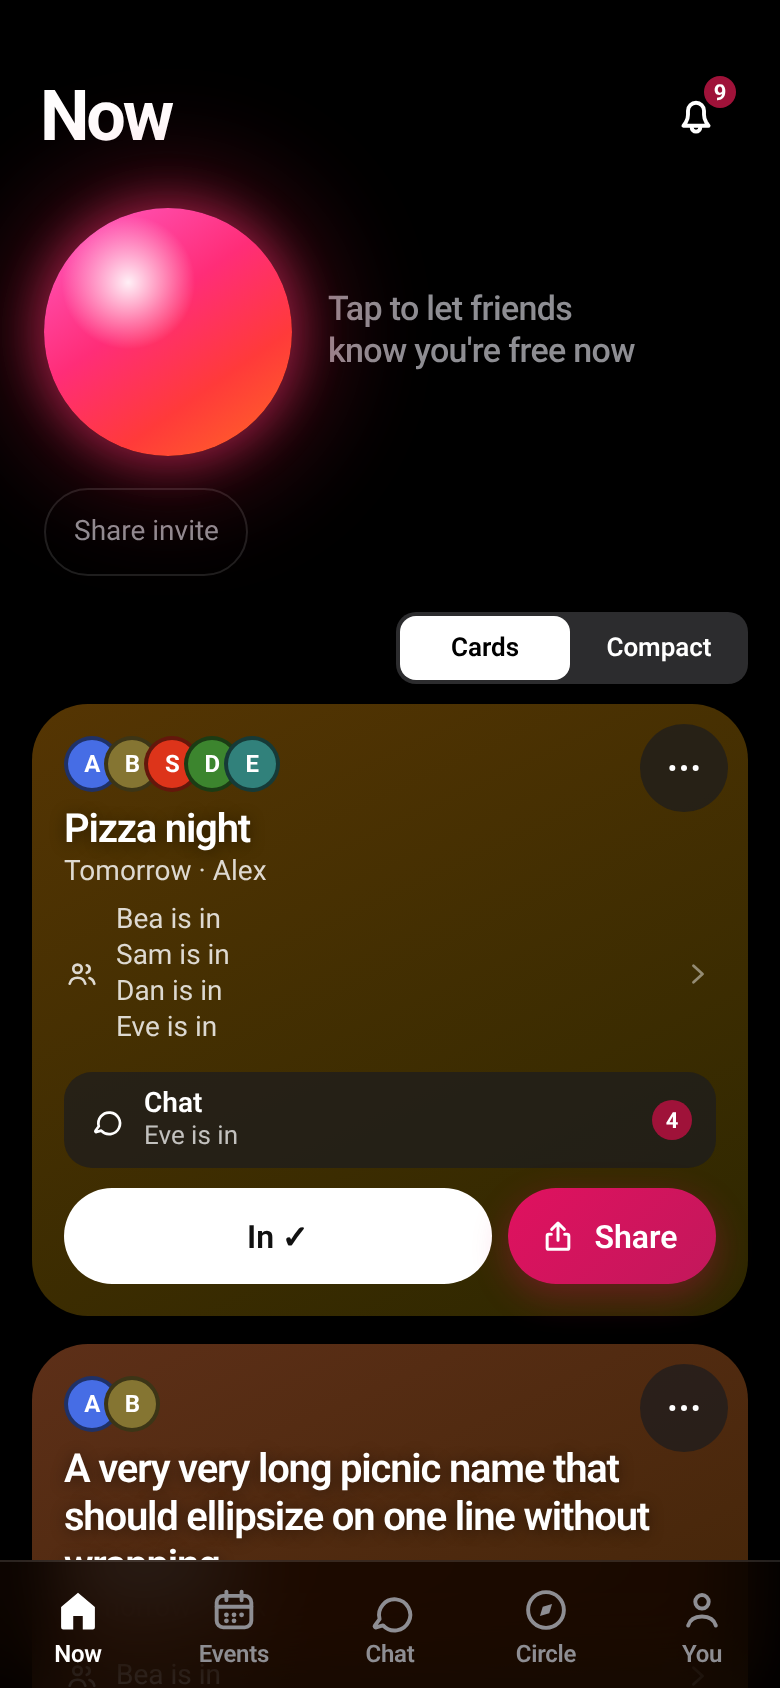 Now
9
Tap to let friends
know you're free now
Share invite
Cards
Compact
A B S D E
Pizza night
Tomorrow · Alex
Bea is in
Sam is in
Dan is in
Eve is in
Chat
Eve is in
4
In ✓
Share
A B
A very very long picnic name that
should ellipsize on one line without
wrapping
Bea is in
Now
Events
Chat
Circle
You